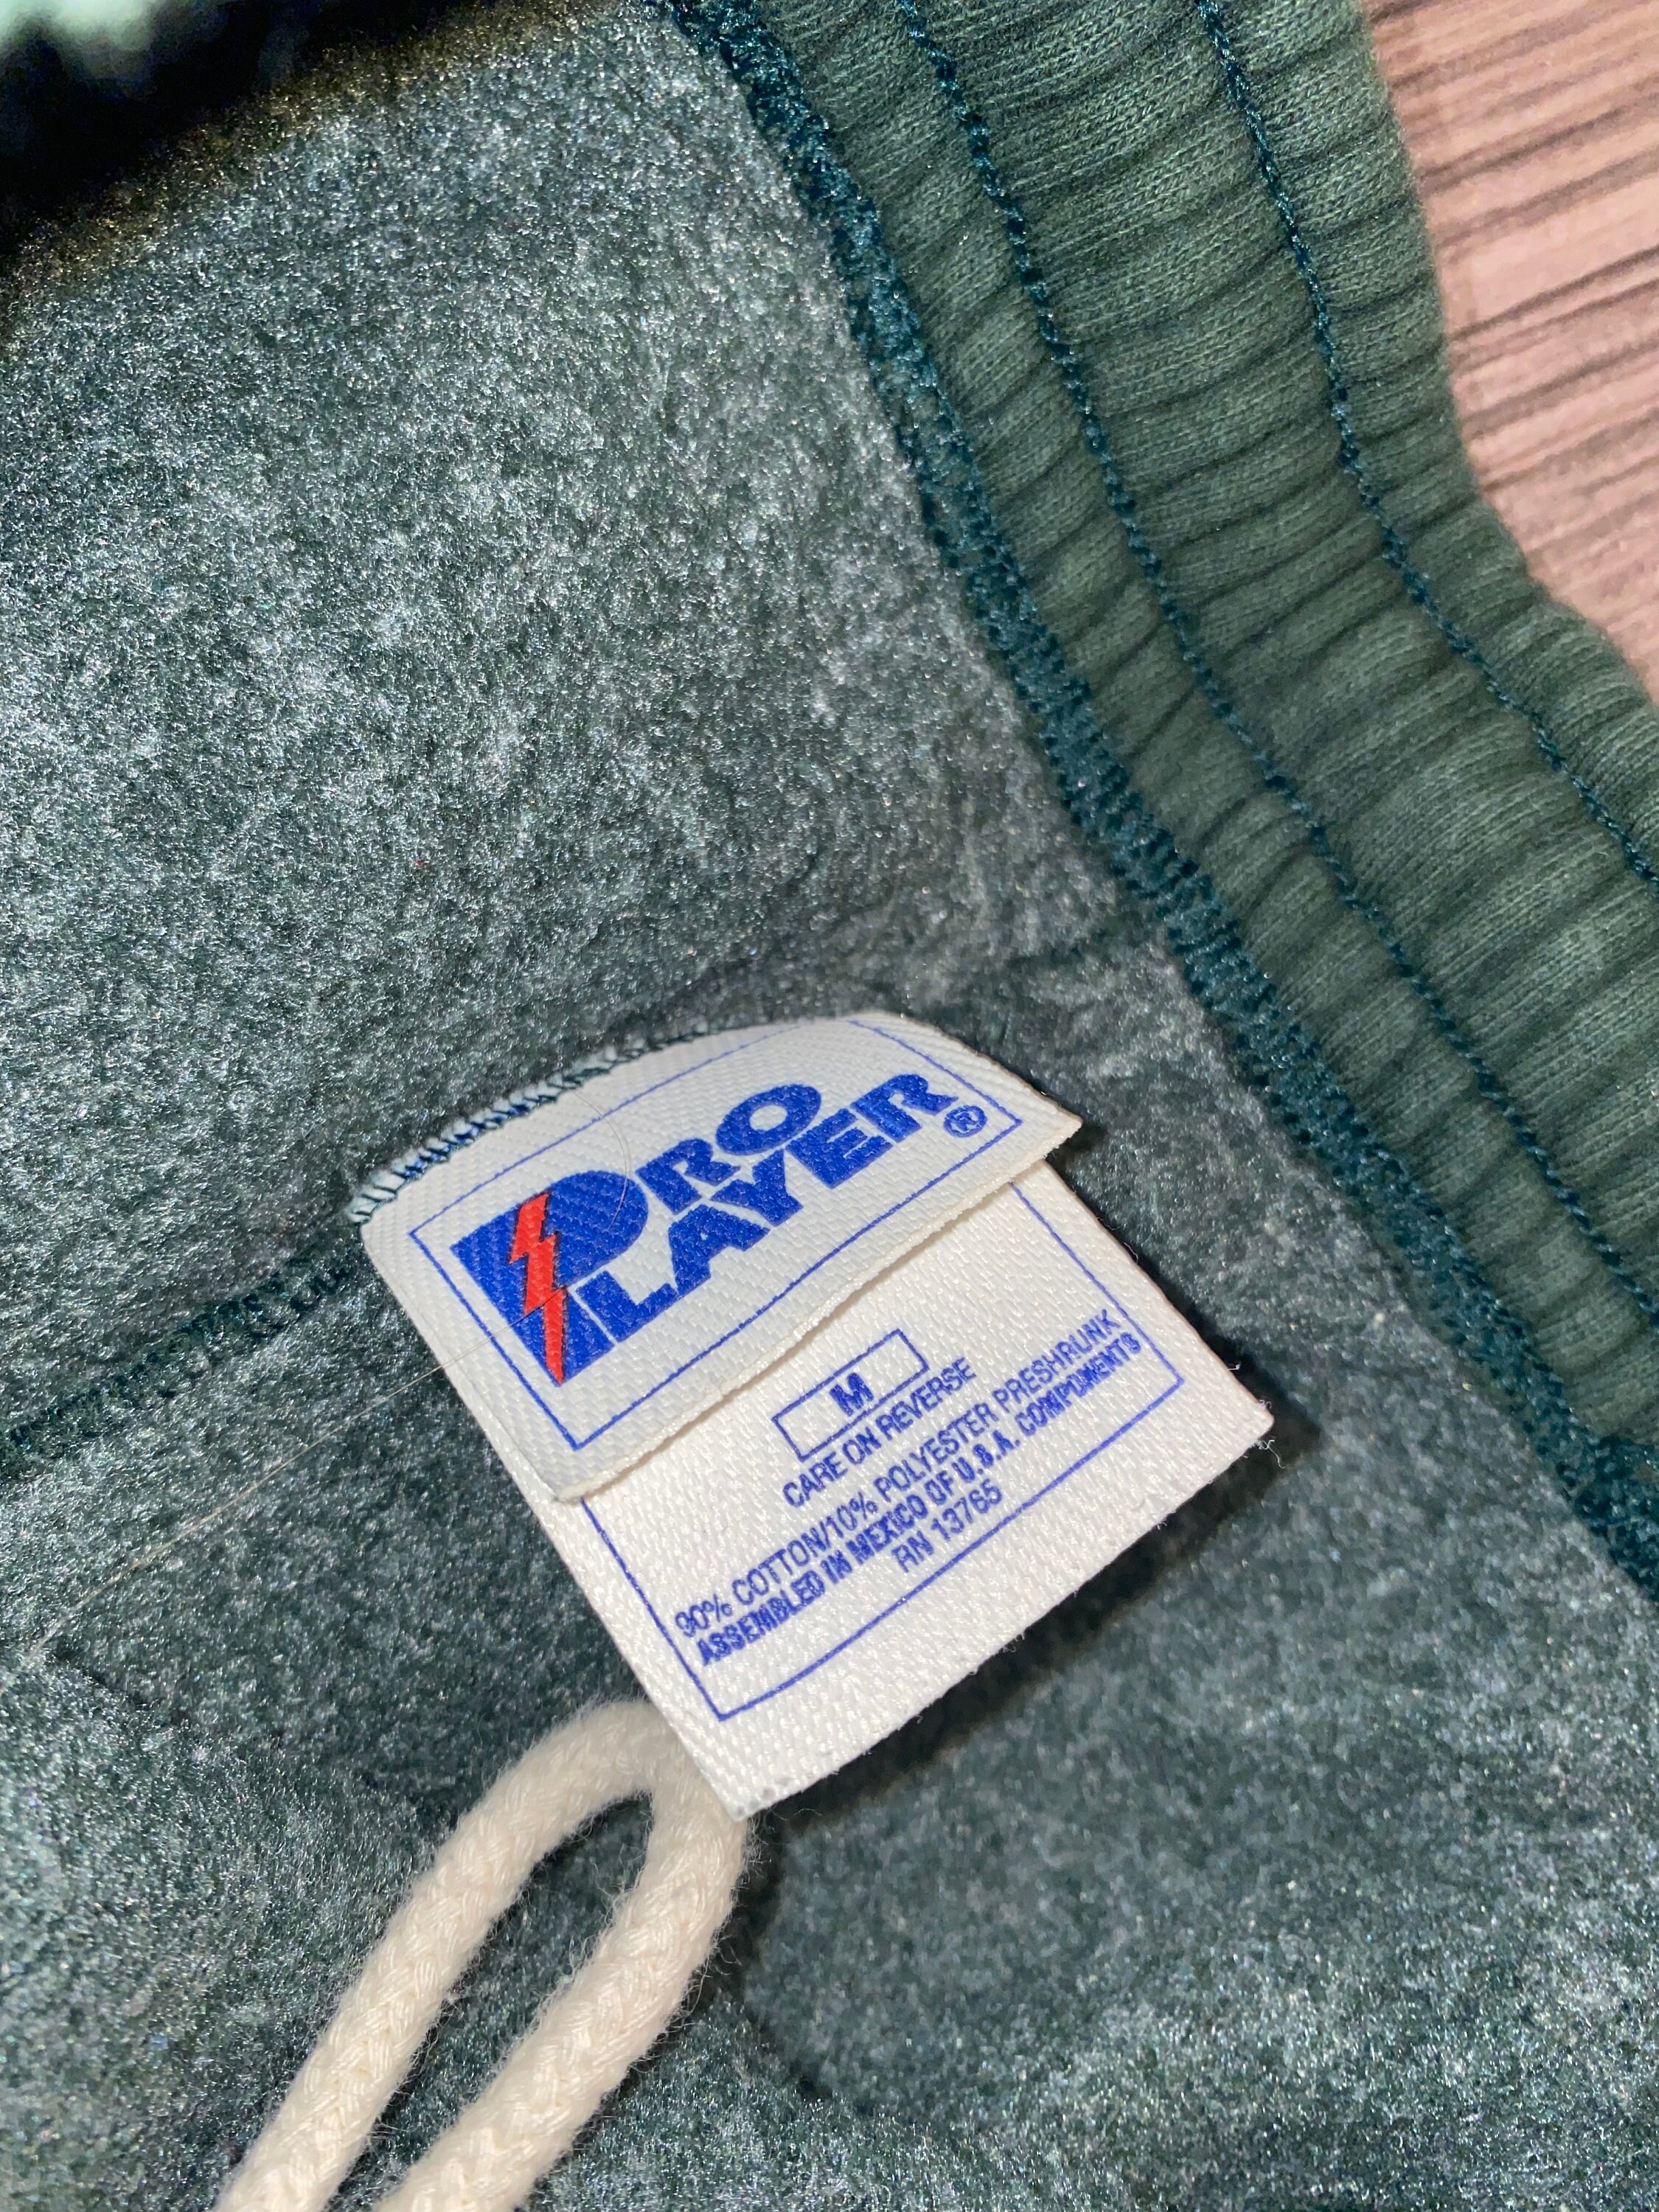 PRO
PLAYER®
M
CARE ON REVERSE
90% COTTON/10% POLYESTER PRESHRUNK
ASSEMBLED IN MEXICO OF U.S.A. COMPONENTS
RN 13765